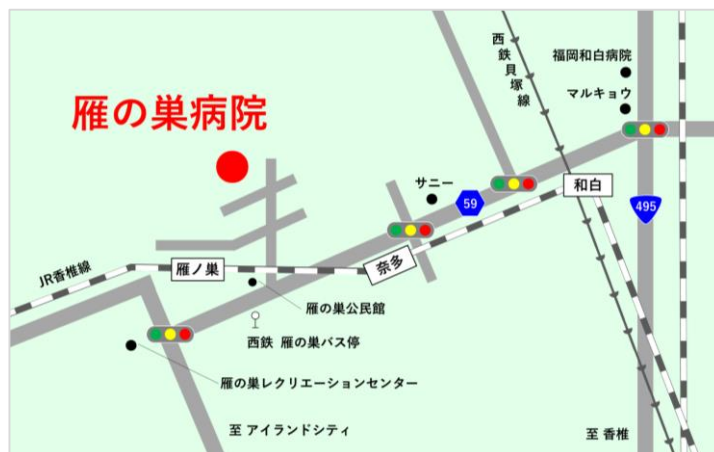 西鉄貝塚線
福岡和白病院
マルキョウ
雁の巣病院
サニー
和白
59
495
奈多
JR香椎線
雁ノ巣
雁の巣公民館
西鉄 雁の巣バス停
雁の巣レクリエーションセンター
至 アイランドシティ
至 香椎